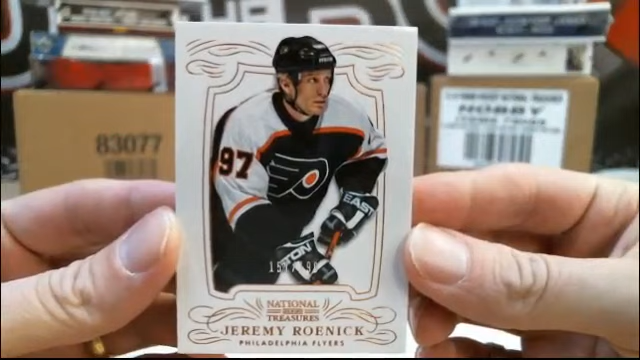 83077
HOBBY
97
EASTON
NATIONAL
TREASURES
JEREMY ROENICK
PHILADELPHIA FLYERS